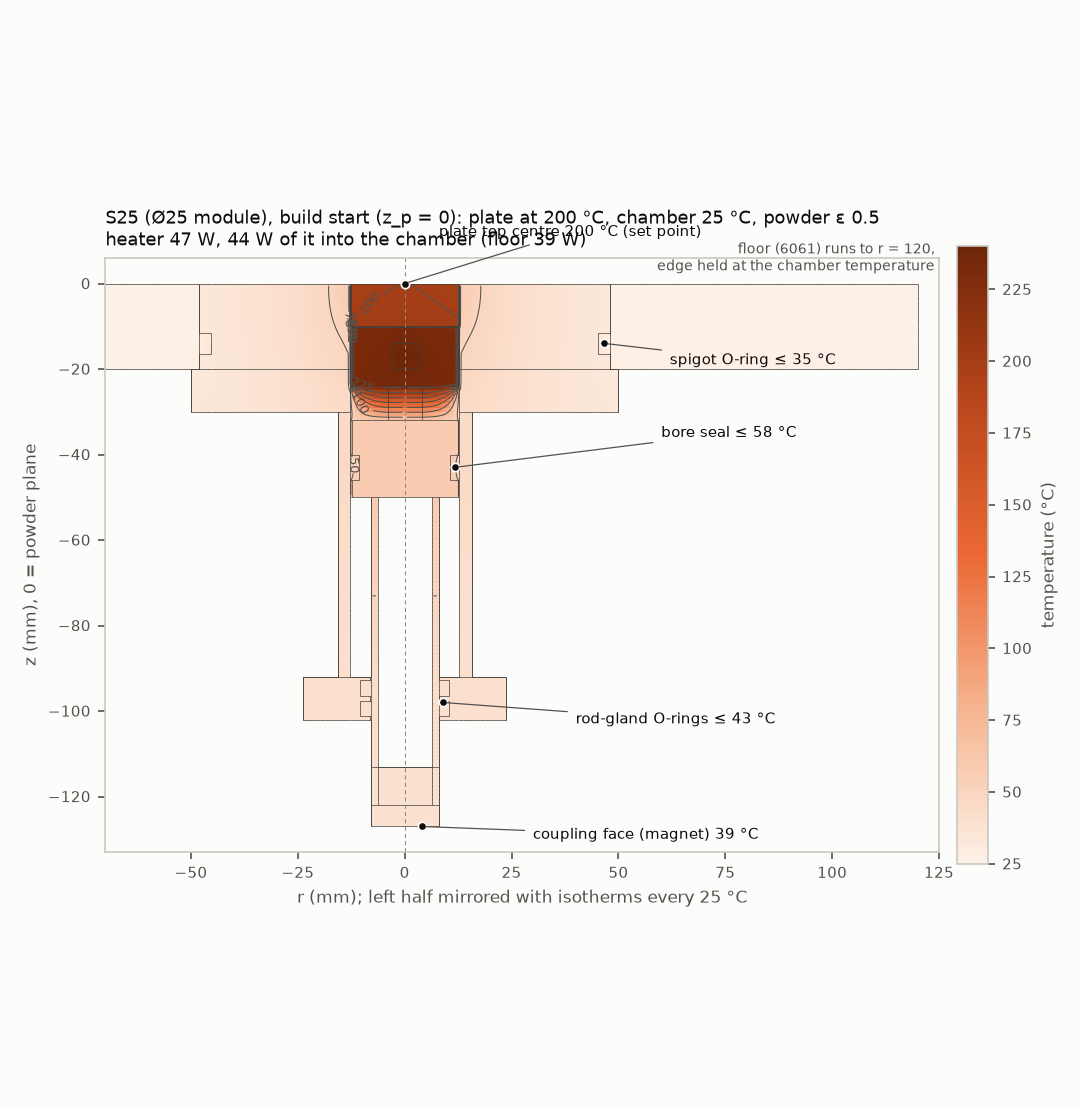 S25 (Ø25 module), build start (z_p = 0): plate at 200 °C, chamber 25 °C, powder ε 0.5
heater 47 W, 44 W of it into the chamber (floor 39 W)
plate top centre 200 °C (set point)
floor (6061) runs to r = 120,
edge held at the chamber temperature
spigot O-ring ≤ 35 °C
bore seal ≤ 58 °C
rod-gland O-rings ≤ 43 °C
coupling face (magnet) 39 °C
200
100
50
0
−20
−40
−60
−80
−100
−120
z (mm), 0 = powder plane
−50
−25
0
25
50
75
100
125
r (mm); left half mirrored with isotherms every 25 °C
225
200
175
150
125
100
75
50
25
temperature (°C)